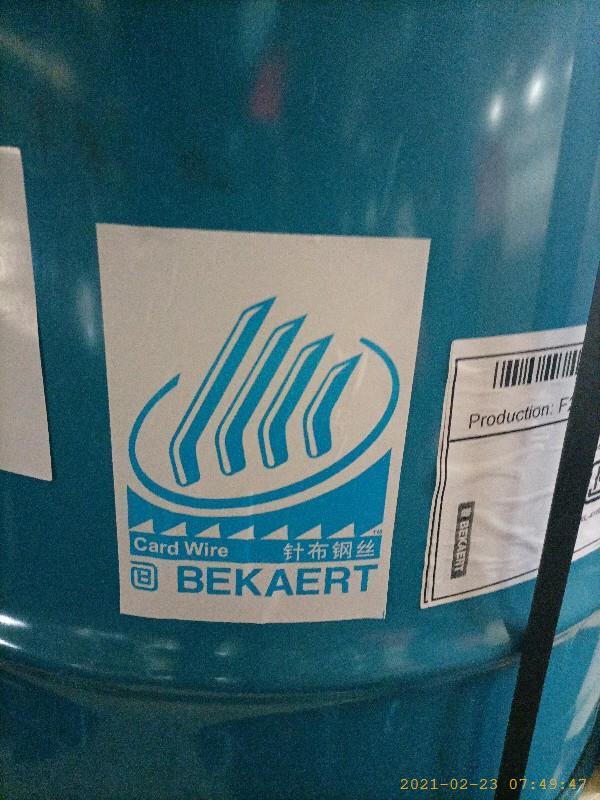 Card Wire 针布钢丝
BEKAERT
Production:
BEKAERT
2021-02-23 07:49:47